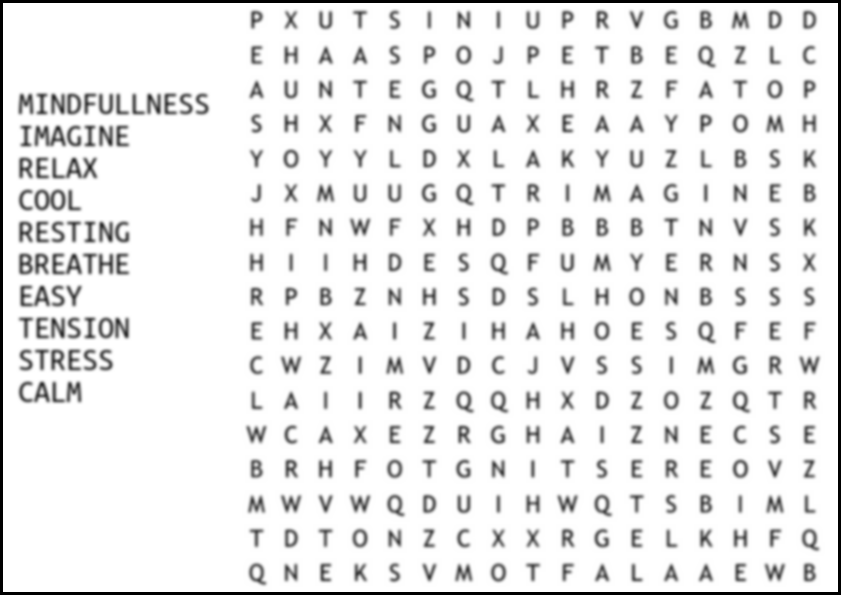 MINDFULLNESS
IMAGINE
RELAX
COOL
RESTING
BREATHE
EASY
TENSION
STRESS
CALM
P X U T S I N I U P R V G B M D D
E H A A S P O J P E T B E Q Z L C
A U N T E G Q T L H R Z F A T O P
S H X F N G U A X E A A Y P O M H
Y O Y Y L D X L A K Y U Z L B S K
J X M U U G Q T R I M A G I N E B
H F N W F X H D P B B B T N V S K
H I I H D E S Q F U M Y E R N S X
R P B Z N H S D S L H O N B S S S
E H X A I Z I H A H O E S Q F E F
C W Z I M V D C J V S S I M G R W
L A I I R Z Q Q H X D Z O Z Q T R
W C A X E Z R G H A I Z N E C S E
B R H F O T G N I T S E R E O V Z
M W V W Q D U I H W Q T S B I M L
T D T O N Z C X X R G E L K H F Q
Q N E K S V M O T F A L A A E W B